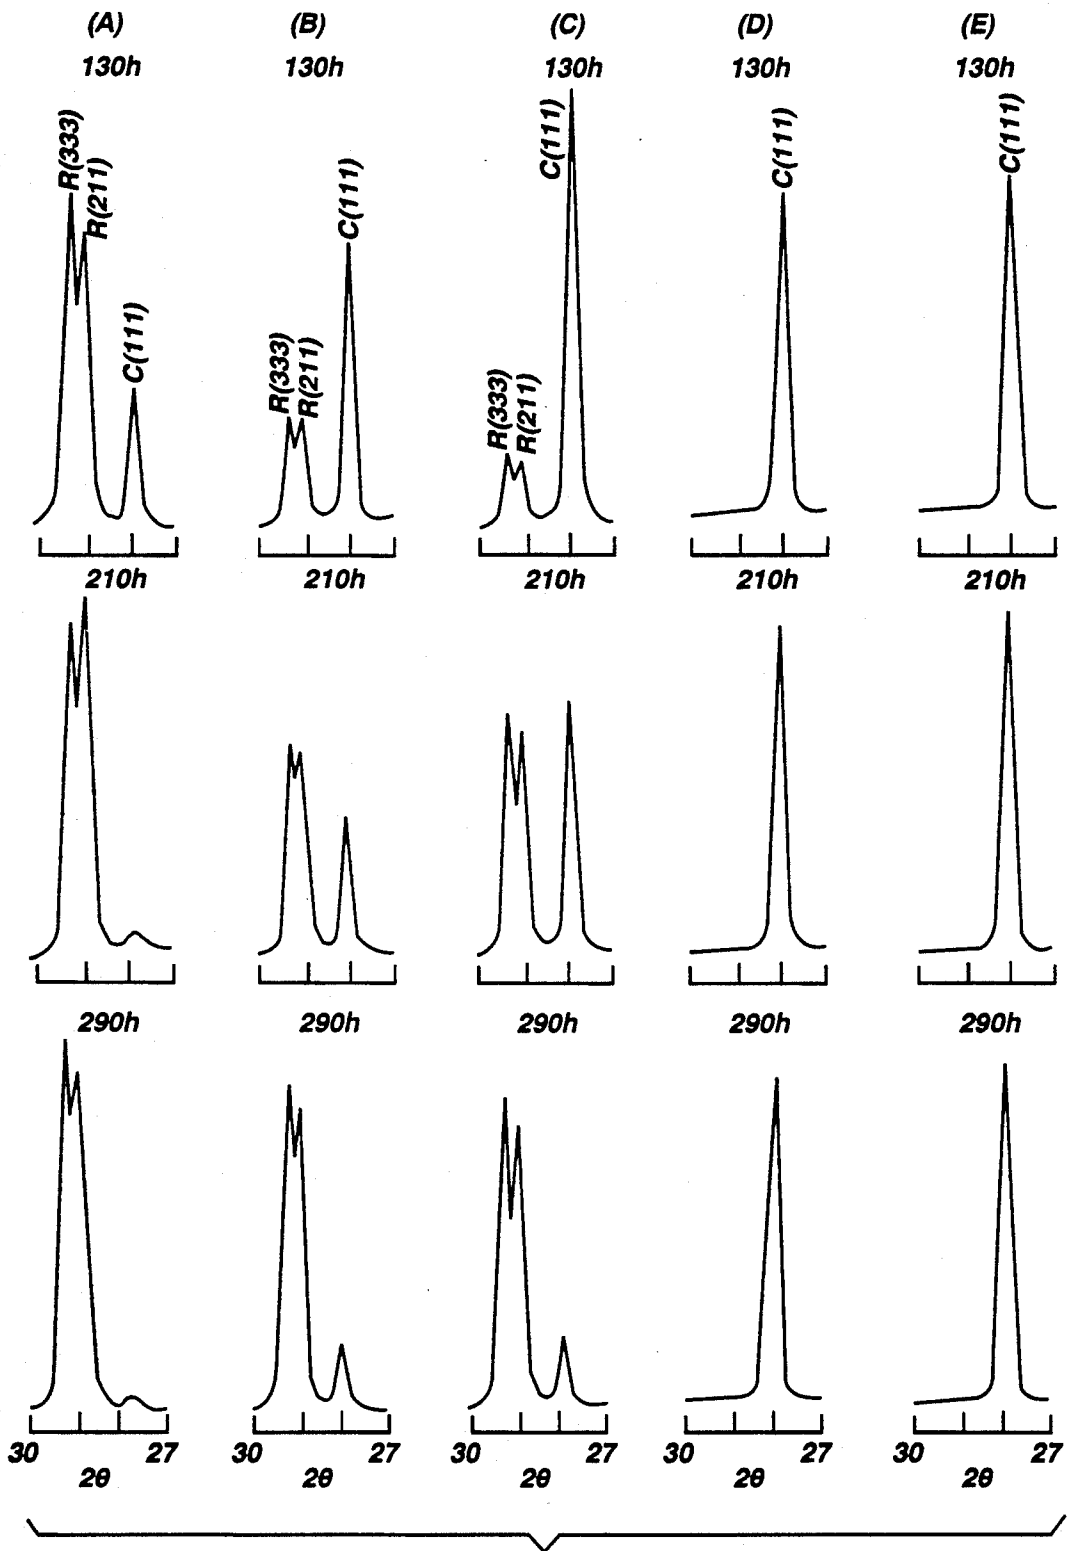 (A) (B) (C) (D) (E)
130h 130h 130h 130h 130h
R(333) R(211) C(111)
R(333) R(211) C(111)
R(333) R(211) C(111)
C(111)
C(111)
210h 210h 210h 210h 210h
290h 290h 290h 290h 290h
30 27 30 27 30 27 30 27 30 27
2θ 2θ 2θ 2θ 2θ